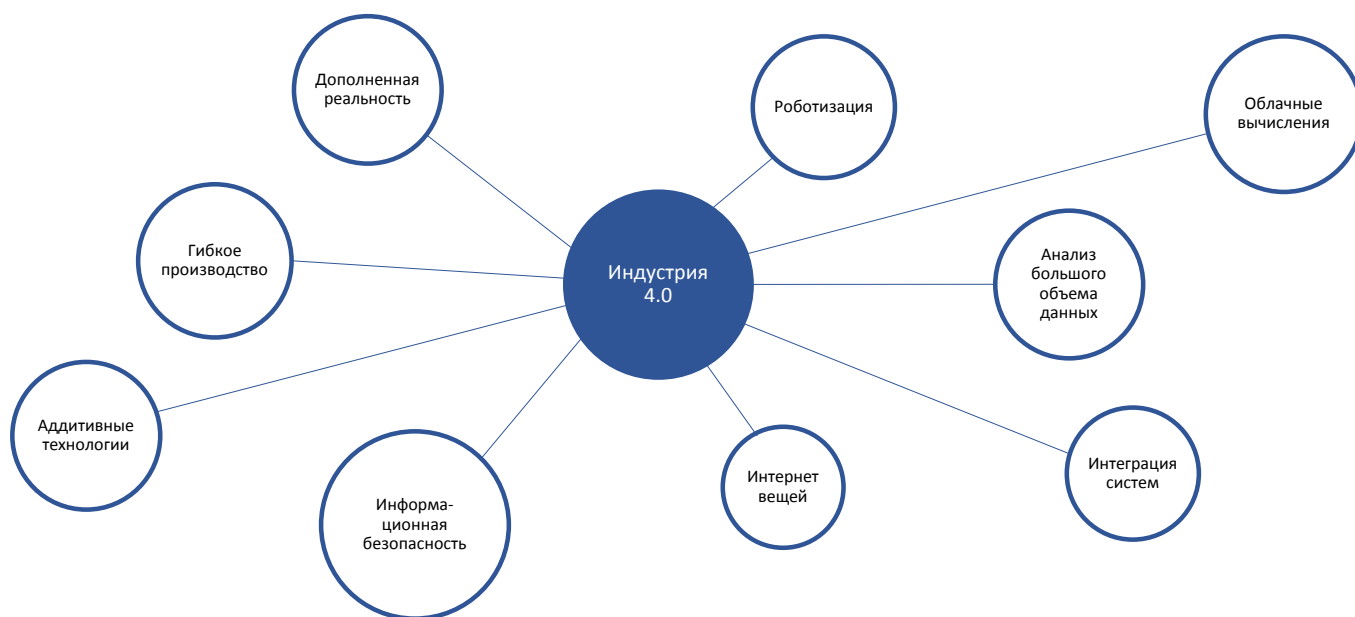 Дополненная
реальность
Роботизация
Облачные
вычисления
Гибкое
производство
Индустрия
4.0
Анализ
большого
объема
данных
Аддитивные
технологии
Информа-
ционная
безопасность
Интернет
вещей
Интеграция
систем